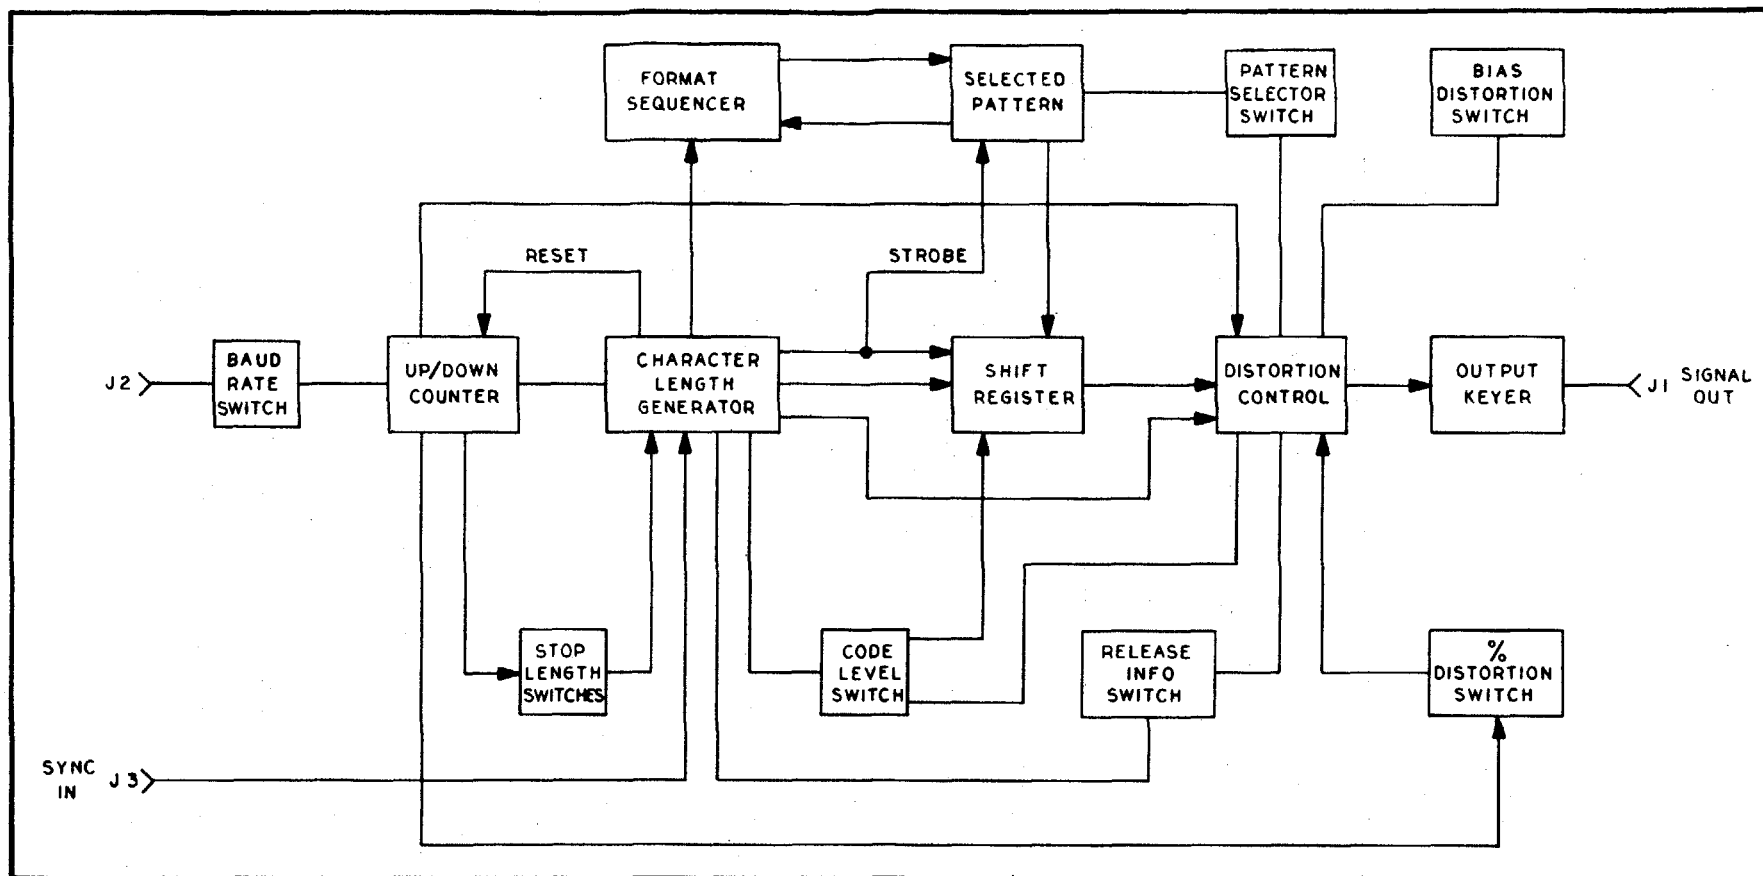 FORMAT
SEQUENCER
SELECTED
PATTERN
PATTERN
SELECTOR
SWITCH
BIAS
DISTORTION
SWITCH
RESET
STROBE
J2
BAUD
RATE
SWITCH
UP/DOWN
COUNTER
CHARACTER
LENGTH
GENERATOR
SHIFT
REGISTER
DISTORTION
CONTROL
OUTPUT
KEYER
J1 SIGNAL
OUT
STOP
LENGTH
SWITCHES
CODE
LEVEL
SWITCH
RELEASE
INFO
SWITCH
%
DISTORTION
SWITCH
SYNC
IN
J3